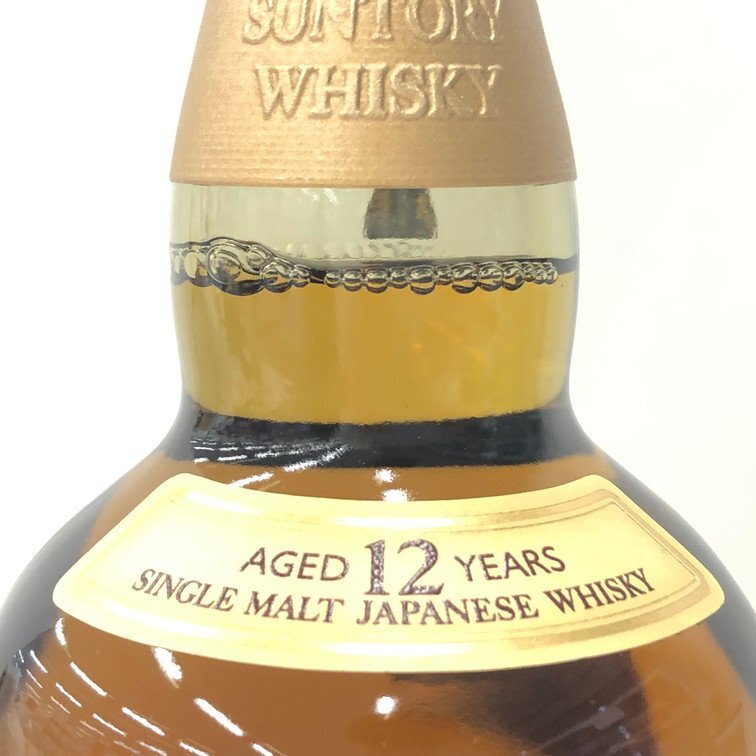 SUNTORY
WHISKY
AGED 12 YEARS
SINGLE MALT JAPANESE WHISKY